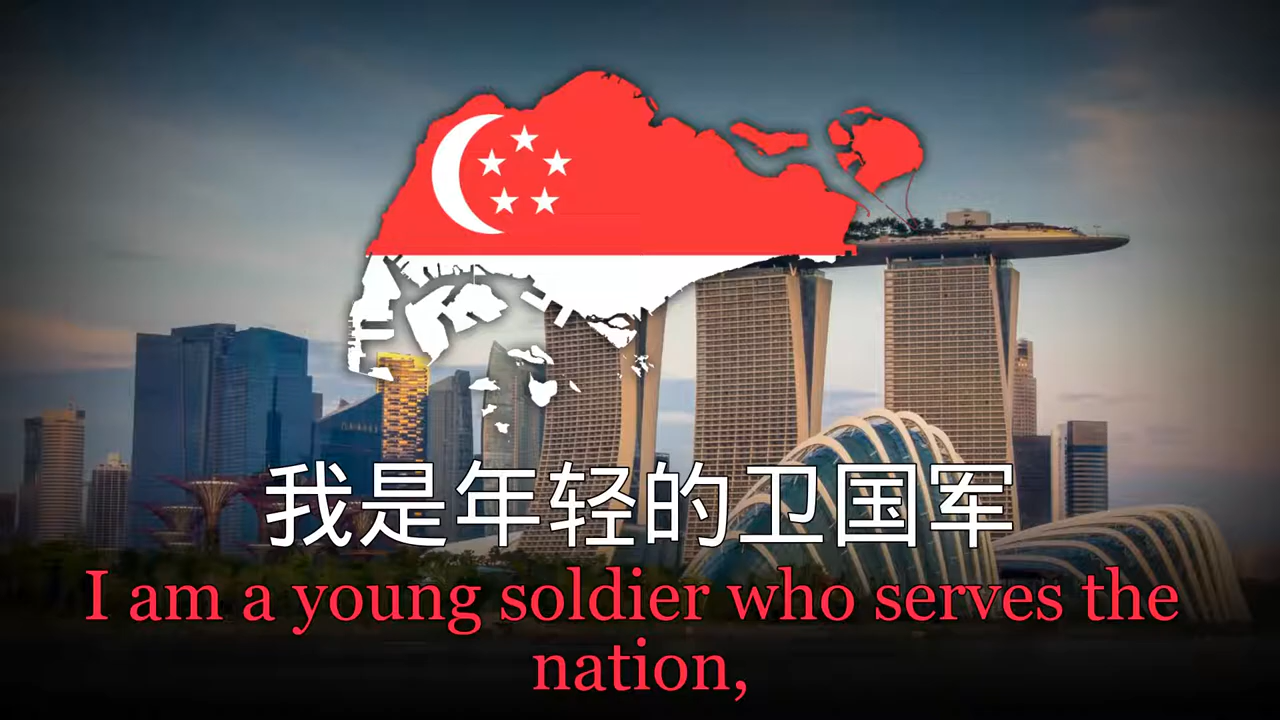 我是年轻的卫国军
I am a young soldier who serves the
nation,